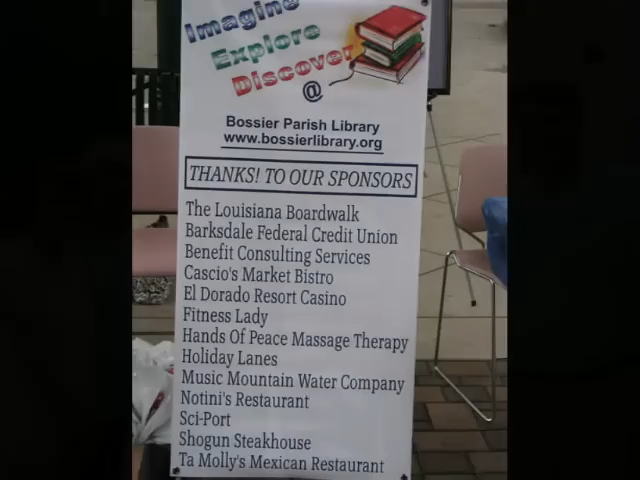 Imagine
Explore
Discover
@
Bossier Parish Library
www.bossierlibrary.org
THANKS! TO OUR SPONSORS
The Louisiana Boardwalk
Barksdale Federal Credit Union
Benefit Consulting Services
Cascio's Market Bistro
El Dorado Resort Casino
Fitness Lady
Hands Of Peace Massage Therapy
Holiday Lanes
Music Mountain Water Company
Notini's Restaurant
Sci-Port
Shogun Steakhouse
Ta Molly's Mexican Restaurant